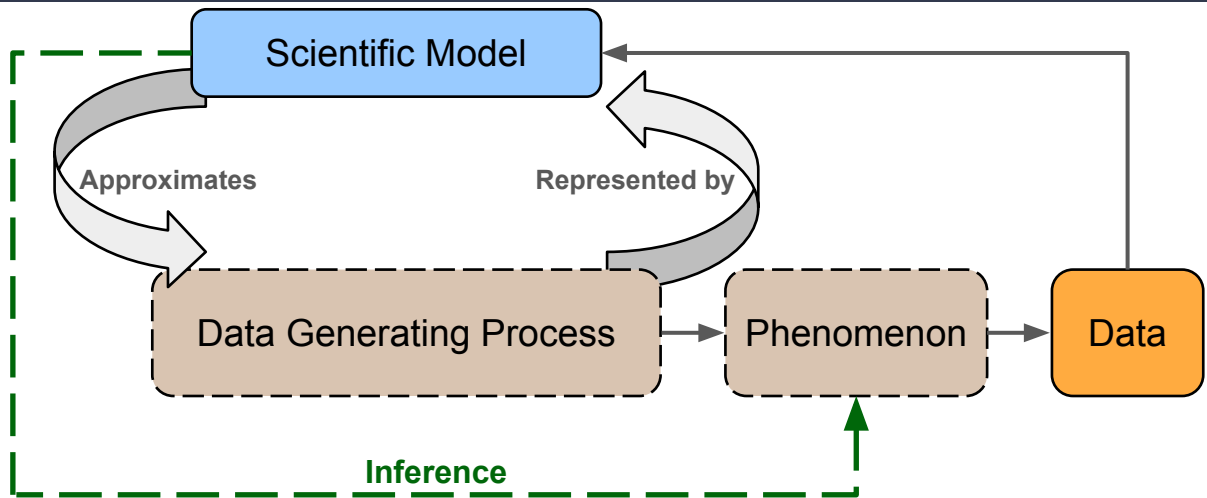 Scientific Model
Approximates
Represented by
Data Generating Process
Phenomenon
Data
Inference